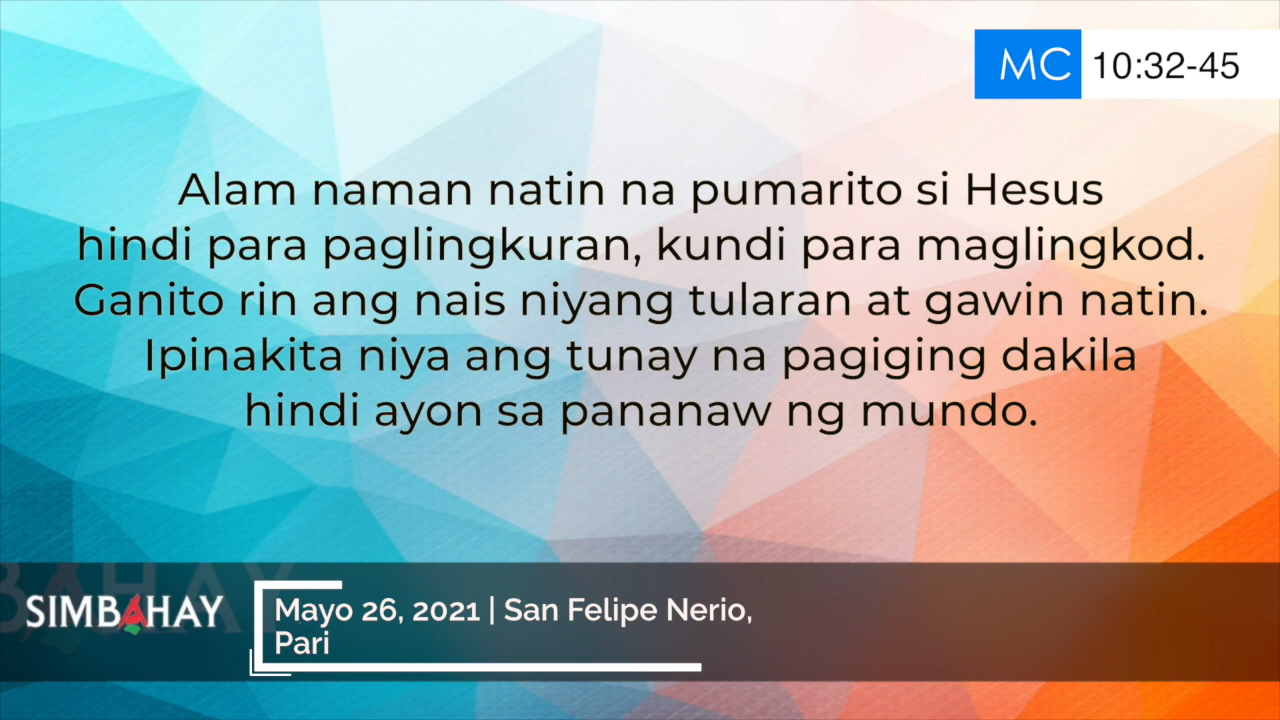 MC 10:32-45
Alam naman natin na pumarito si Hesus
hindi para paglingkuran, kundi para maglingkod.
Ganito rin ang nais niyang tularan at gawin natin.
Ipinakita niya ang tunay na pagiging dakila
hindi ayon sa pananaw ng mundo.
SIMBAHAY
Mayo 26, 2021 | San Felipe Nerio,
Pari